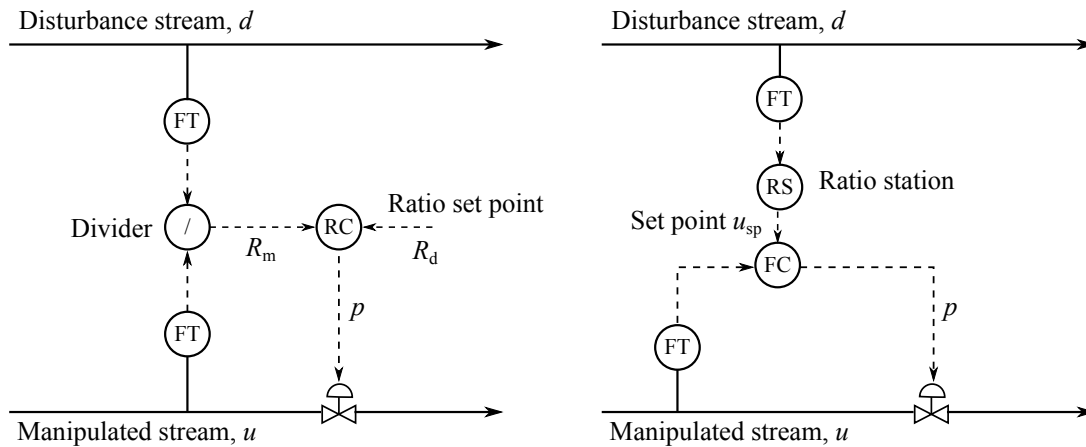 Disturbance stream, d
FT
Divider
/
R_m
RC
Ratio set point
R_d
p
FT
Manipulated stream, u
Disturbance stream, d
FT
RS
Ratio station
Set point u_sp
FC
p
FT
Manipulated stream, u